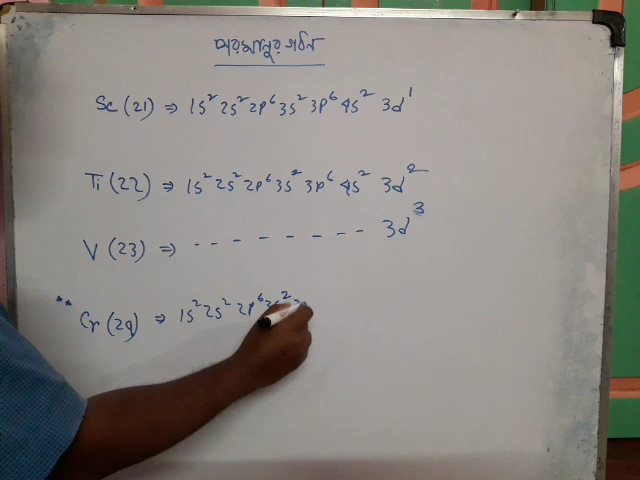 পরমানুর গঠন
Sc (21) ⇒ 1s² 2s² 2p⁶ 3s² 3p⁶ 4s² 3d¹
Ti (22) ⇒ 1s² 2s² 2p⁶ 3s² 3p⁶ 4s² 3d²
V (23) ⇒ - - - - - - - - 3d³
** Cr (24) ⇒ 1s² 2s² 2p⁶ 3s²